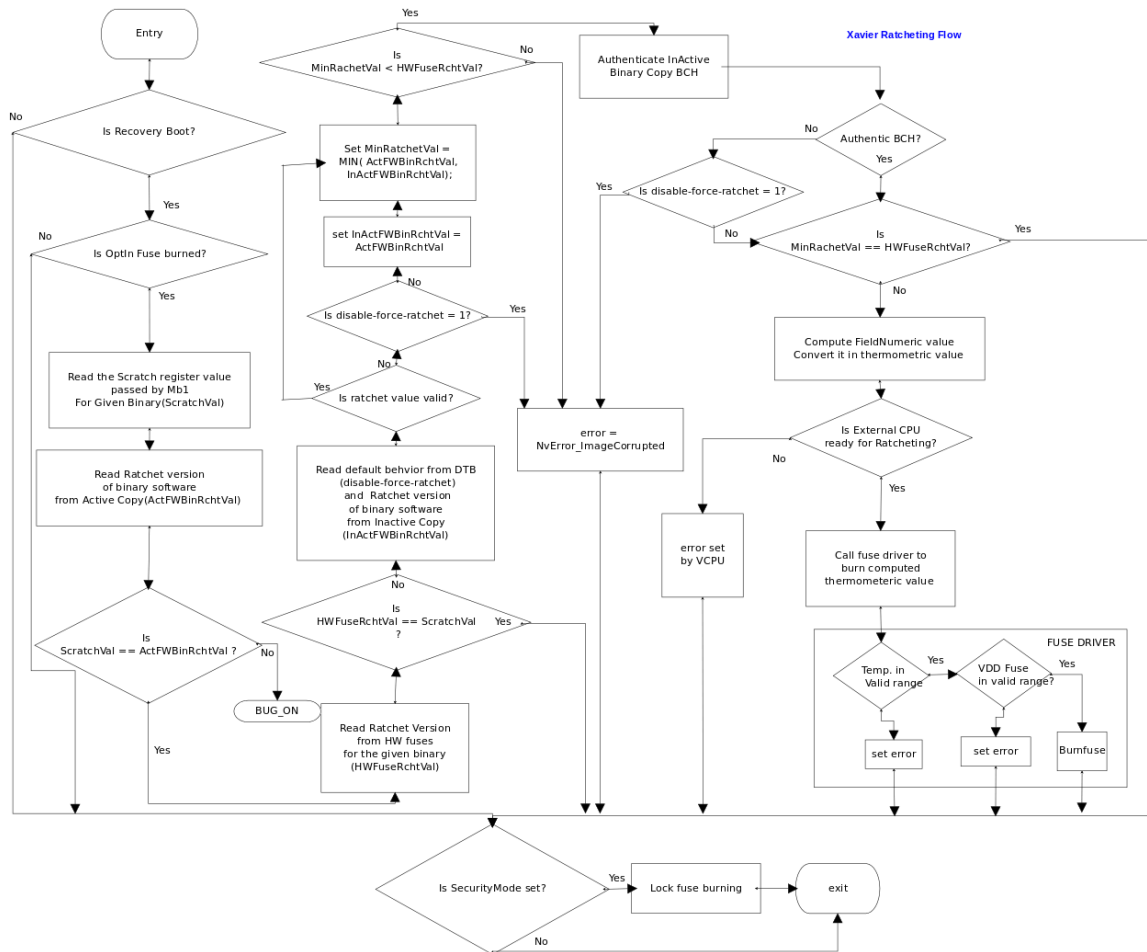 Xavier Ratcheting Flow
Entry
Is Recovery Boot?
No
Yes
Is OptIn Fuse burned?
No
Yes
Read the Scratch register value
passed by Mb1
For Given Binary(ScratchVal)
Read Ratchet version
of binary software
from Active Copy(ActFWBinRchtVal)
Is
ScratchVal == ActFWBinRchtVal ?
No
BUG_ON
Yes
Read Ratchet Version
from HW fuses
for the given binary
(HWFuseRchtVal)
Is
HWFuseRchtVal == ScratchVal
?
Yes
No
Read default behvior from DTB
(disable-force-ratchet)
and Ratchet version
of binary software
from Inactive Copy
(InActFWBinRchtVal)
Is ratchet value valid?
Yes
No
Is disable-force-ratchet = 1?
Yes
No
set InActFWBinRchtVal =
ActFWBinRchtVal
Set MinRatchetVal =
MIN( ActFWBinRchtVal,
InActFWBinRchtVal);
Is
MinRachetVal < HWFuseRchtVal?
No
Yes
error =
NvError_ImageCorrupted
Authenticate InActive
Binary Copy BCH
Authentic BCH?
No
Yes
Is disable-force-ratchet = 1?
Yes
No
Is
MinRachetVal == HWFuseRchtVal?
Yes
No
Compute FieldNumeric value
Convert it in thermometric value
Is External CPU
ready for Ratcheting?
No
Yes
error set
by VCPU
Call fuse driver to
burn computed
thermometeric value
FUSE DRIVER
Temp. in
Valid range
Yes
VDD Fuse
in valid range?
Yes
set error
set error
Burnfuse
Is SecurityMode set?
Yes
Lock fuse burning
exit
No